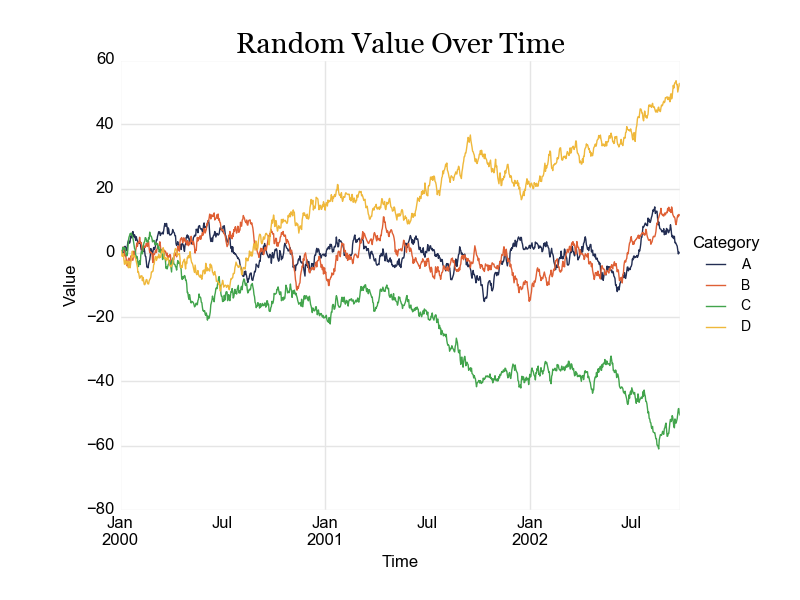 Random Value Over Time
60
40
20
0
−20
−40
−60
−80
Value
Jan
2000
Jul
Jan
2001
Jul
Jan
2002
Jul
Time
Category
A
B
C
D